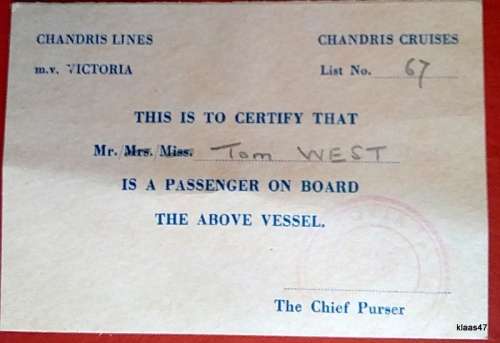 CHANDRIS LINES
CHANDRIS CRUISES
m.v. VICTORIA
List No. 67
THIS IS TO CERTIFY THAT
Mr. Mrs. Miss. Tom WEST
IS A PASSENGER ON BOARD
THE ABOVE VESSEL.
The Chief Purser
klaas47